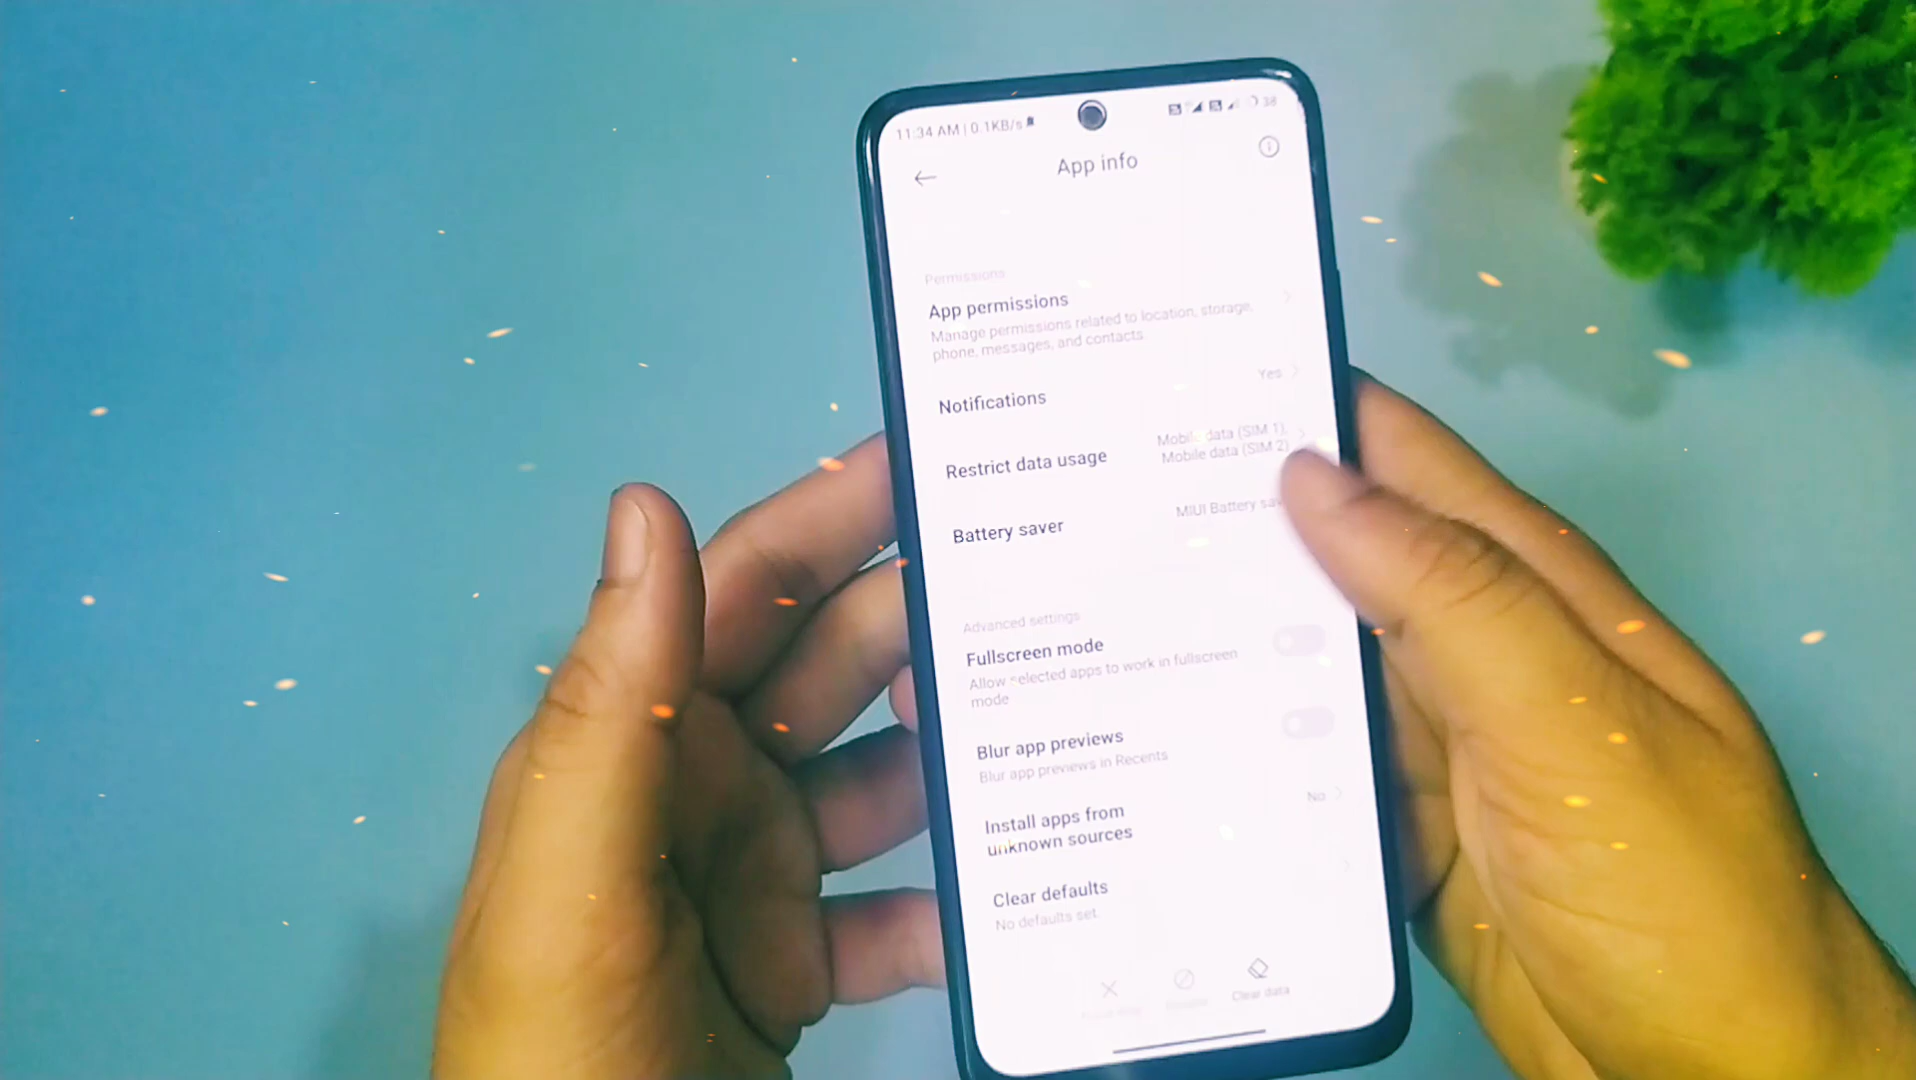 11:34 AM | 0.1KB/s
38
App info
Permissions
App permissions
Manage permissions related to location, storage,
phone, messages, and contacts.
Notifications
Yes
Restrict data usage
Mobile data (SIM 1),
Mobile data (SIM 2)
Battery saver
MIUI Battery sav
Advanced settings
Fullscreen mode
Allow selected apps to work in fullscreen
mode
Blur app previews
Blur app previews in Recents
Install apps from
unknown sources
No
Clear defaults
No defaults set.
Clear data